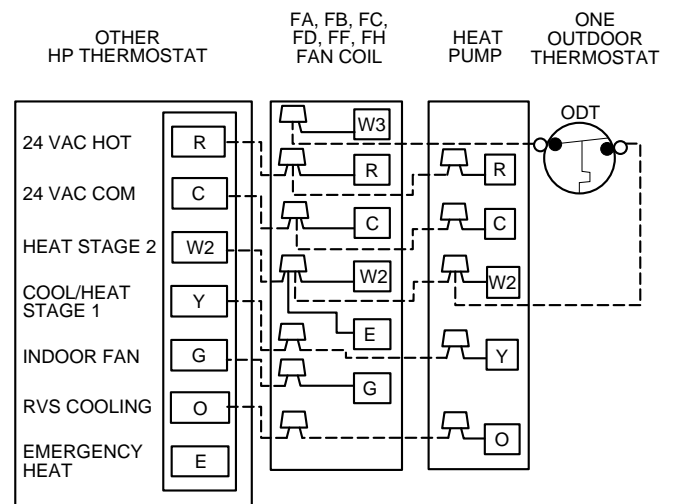 OTHER
HP THERMOSTAT
FA, FB, FC,
FD, FF, FH
FAN COIL
HEAT
PUMP
ONE
OUTDOOR
THERMOSTAT
24 VAC HOT
R
24 VAC COM
C
HEAT STAGE 2
W2
COOL/HEAT
STAGE 1
Y
INDOOR FAN
G
RVS COOLING
O
EMERGENCY
HEAT
E
W3
R
C
W2
E
G
R
C
W2
Y
O
ODT